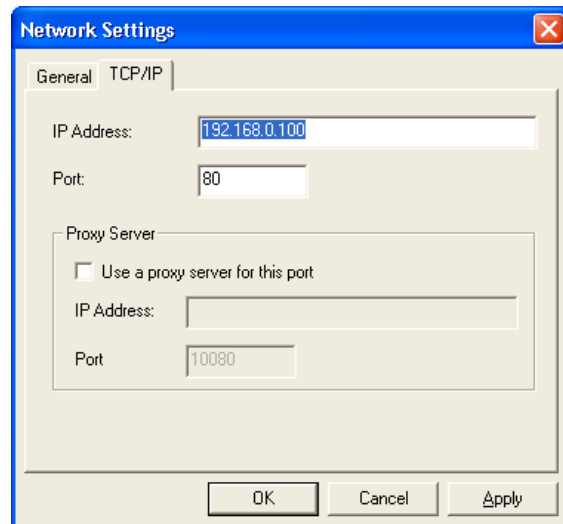 Network Settings
General TCP/IP
IP Address: 192.168.0.100
Port: 80
Proxy Server
Use a proxy server for this port
IP Address:
Port 10080
OK Cancel Apply